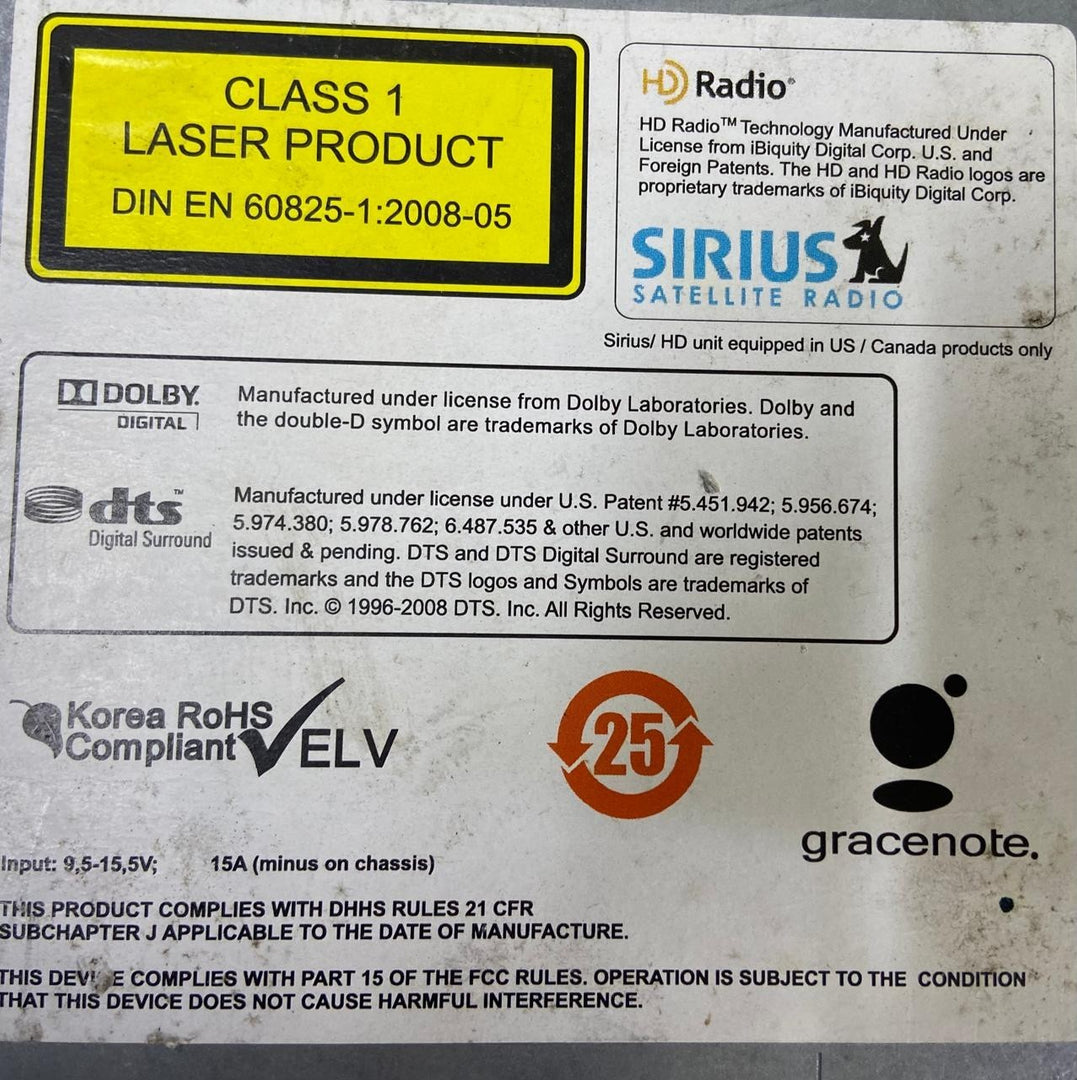 CLASS 1
LASER PRODUCT
DIN EN 60825-1:2008-05
HD Radio®
HD Radio™ Technology Manufactured Under
License from iBiquity Digital Corp. U.S. and
Foreign Patents. The HD and HD Radio logos are
proprietary trademarks of iBiquity Digital Corp.
SIRIUS
SATELLITE RADIO
Sirius/ HD unit equipped in US / Canada products only
DOLBY.
DIGITAL
Manufactured under license from Dolby Laboratories. Dolby and
the double-D symbol are trademarks of Dolby Laboratories.
dts™
Digital Surround
Manufactured under license under U.S. Patent #5.451.942; 5.956.674;
5.974.380; 5.978.762; 6.487.535 & other U.S. and worldwide patents
issued & pending. DTS and DTS Digital Surround are registered
trademarks and the DTS logos and Symbols are trademarks of
DTS. Inc. © 1996-2008 DTS. Inc. All Rights Reserved.
Korea RoHS
Compliant
ELV
25
gracenote.
Input: 9,5-15,5V; 15A (minus on chassis)
THIS PRODUCT COMPLIES WITH DHHS RULES 21 CFR
SUBCHAPTER J APPLICABLE TO THE DATE OF MANUFACTURE.
THIS DEVICE COMPLIES WITH PART 15 OF THE FCC RULES. OPERATION IS SUBJECT TO THE CONDITION
THAT THIS DEVICE DOES NOT CAUSE HARMFUL INTERFERENCE.